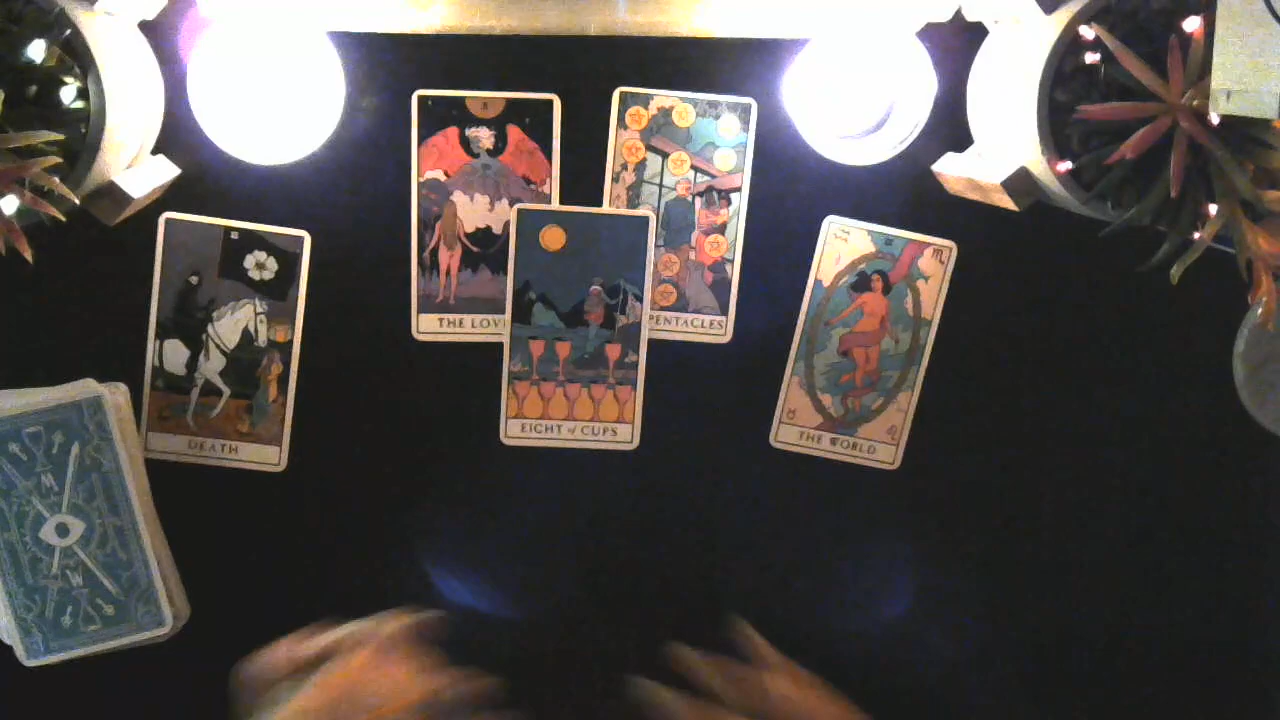 THE LOV
PENTACLES
DEATH
EIGHT of CUPS
THE WORLD